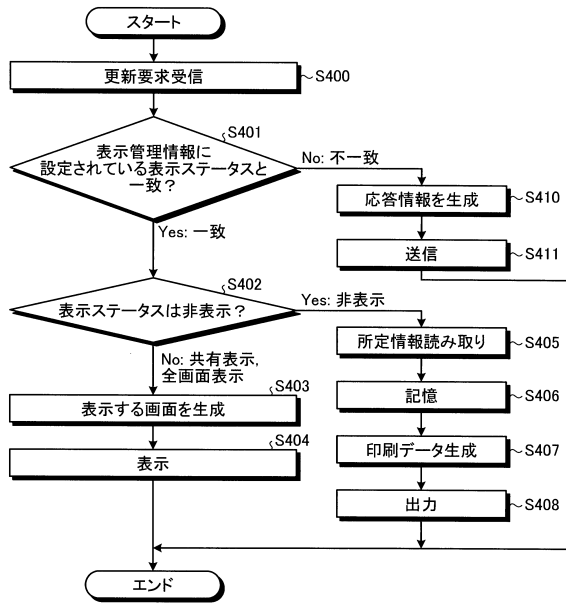 スタート
更新要求受信
S400
S401
表示管理情報に
設定されている表示ステータスと
一致?
No: 不一致
Yes: 一致
応答情報を生成
S410
送信
S411
S402
表示ステータスは非表示?
Yes: 非表示
No: 共有表示,
全画面表示
所定情報読み取り
S405
S403
表示する画面を生成
記憶
S406
S404
表示
印刷データ生成
S407
出力
S408
エンド